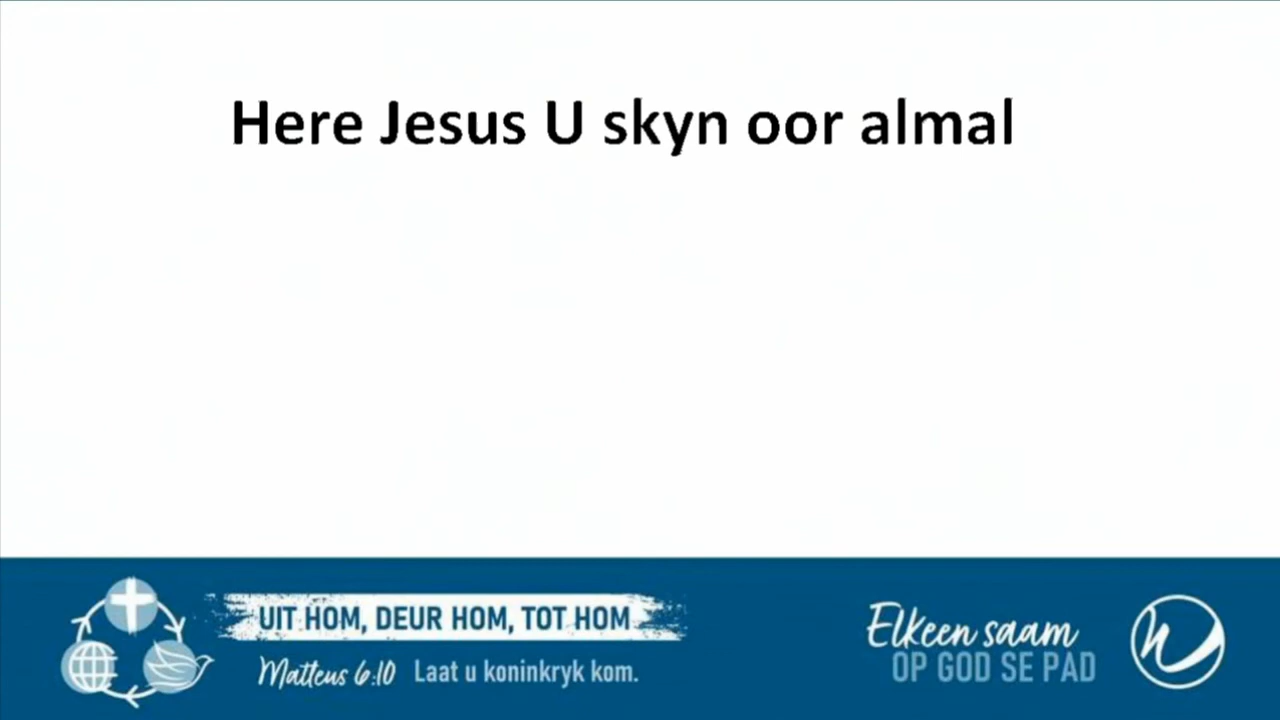 Here Jesus U skyn oor almal
UIT HOM, DEUR HOM, TOT HOM
Matteus 6:10 Laat u koninkryk kom.
Elkeen saam
OP GOD SE PAD